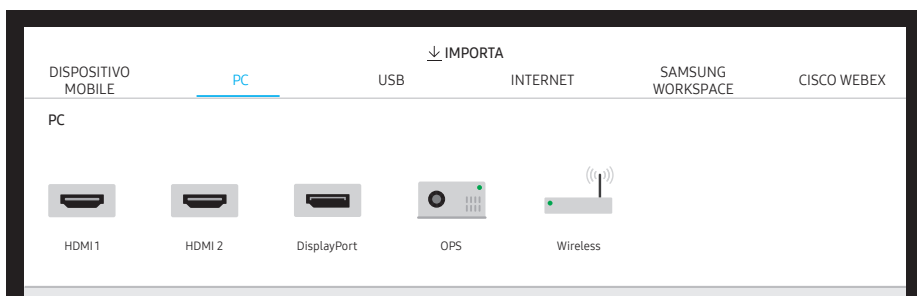 IMPORTA
DISPOSITIVO
MOBILE
PC
USB
INTERNET
SAMSUNG
WORKSPACE
CISCO WEBEX
PC
HDMI 1
HDMI 2
DisplayPort
OPS
Wireless